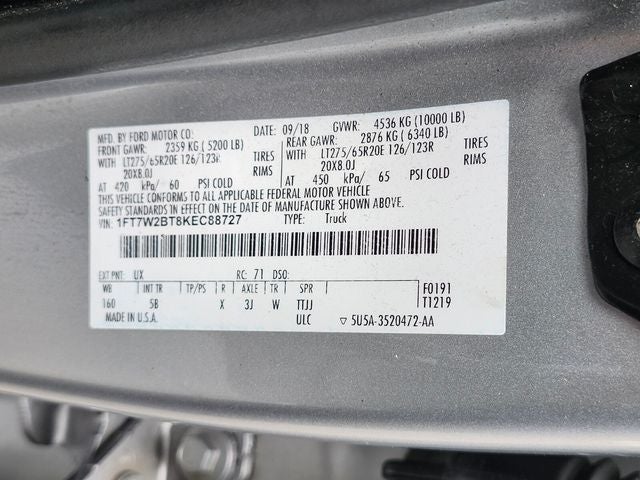 MFD. BY FORD MOTOR CO: DATE: 09/18 GVWR: 4536 KG (10000 LB)
FRONT GAWR: 2359 KG (5200 LB) REAR GAWR: 2876 KG (6340 LB)
WITH LT275/65R20E 126/123R TIRES WITH LT275/65R20E 126/123R TIRES
20X8.0J RIMS 20X8.0J RIMS
AT 420 kPa/ 60 PSI COLD AT 450 kPa/ 65 PSI COLD
THIS VEHICLE CONFORMS TO ALL APPLICABLE FEDERAL MOTOR VEHICLE
SAFETY STANDARDS IN EFFECT ON THE DATE OF MANUFACTURE SHOWN ABOVE.
VIN: 1FT7W2BT8KEC88727 TYPE: Truck
EXT PNT: UX RC: 71 DSO:
WB INT TR TP/PS R AXLE TR SPR F0191
160 5B X 3J W TTJJ T1219
MADE IN U.S.A. ULC ▽ 5U5A-3520472-AA